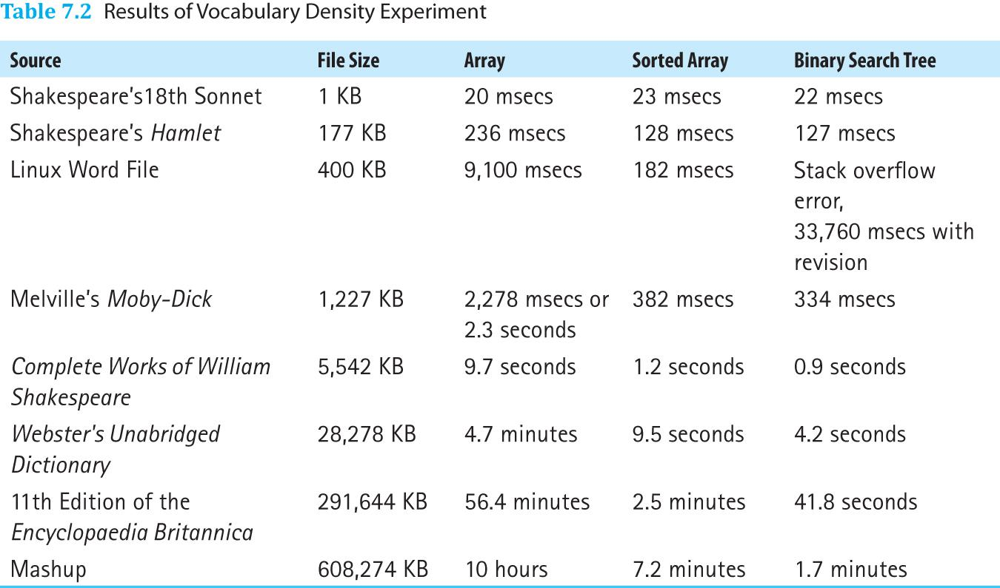 Table 7.2 Results of Vocabulary Density Experiment
Source File Size Array Sorted Array Binary Search Tree
Shakespeare's18th Sonnet 1 KB 20 msecs 23 msecs 22 msecs
Shakespeare's Hamlet 177 KB 236 msecs 128 msecs 127 msecs
Linux Word File 400 KB 9,100 msecs 182 msecs Stack overflow
error,
33,760 msecs with
revision
Melville's Moby-Dick 1,227 KB 2,278 msecs or 382 msecs 334 msecs
2.3 seconds
Complete Works of William 5,542 KB 9.7 seconds 1.2 seconds 0.9 seconds
Shakespeare
Webster's Unabridged 28,278 KB 4.7 minutes 9.5 seconds 4.2 seconds
Dictionary
11th Edition of the 291,644 KB 56.4 minutes 2.5 minutes 41.8 seconds
Encyclopaedia Britannica
Mashup 608,274 KB 10 hours 7.2 minutes 1.7 minutes